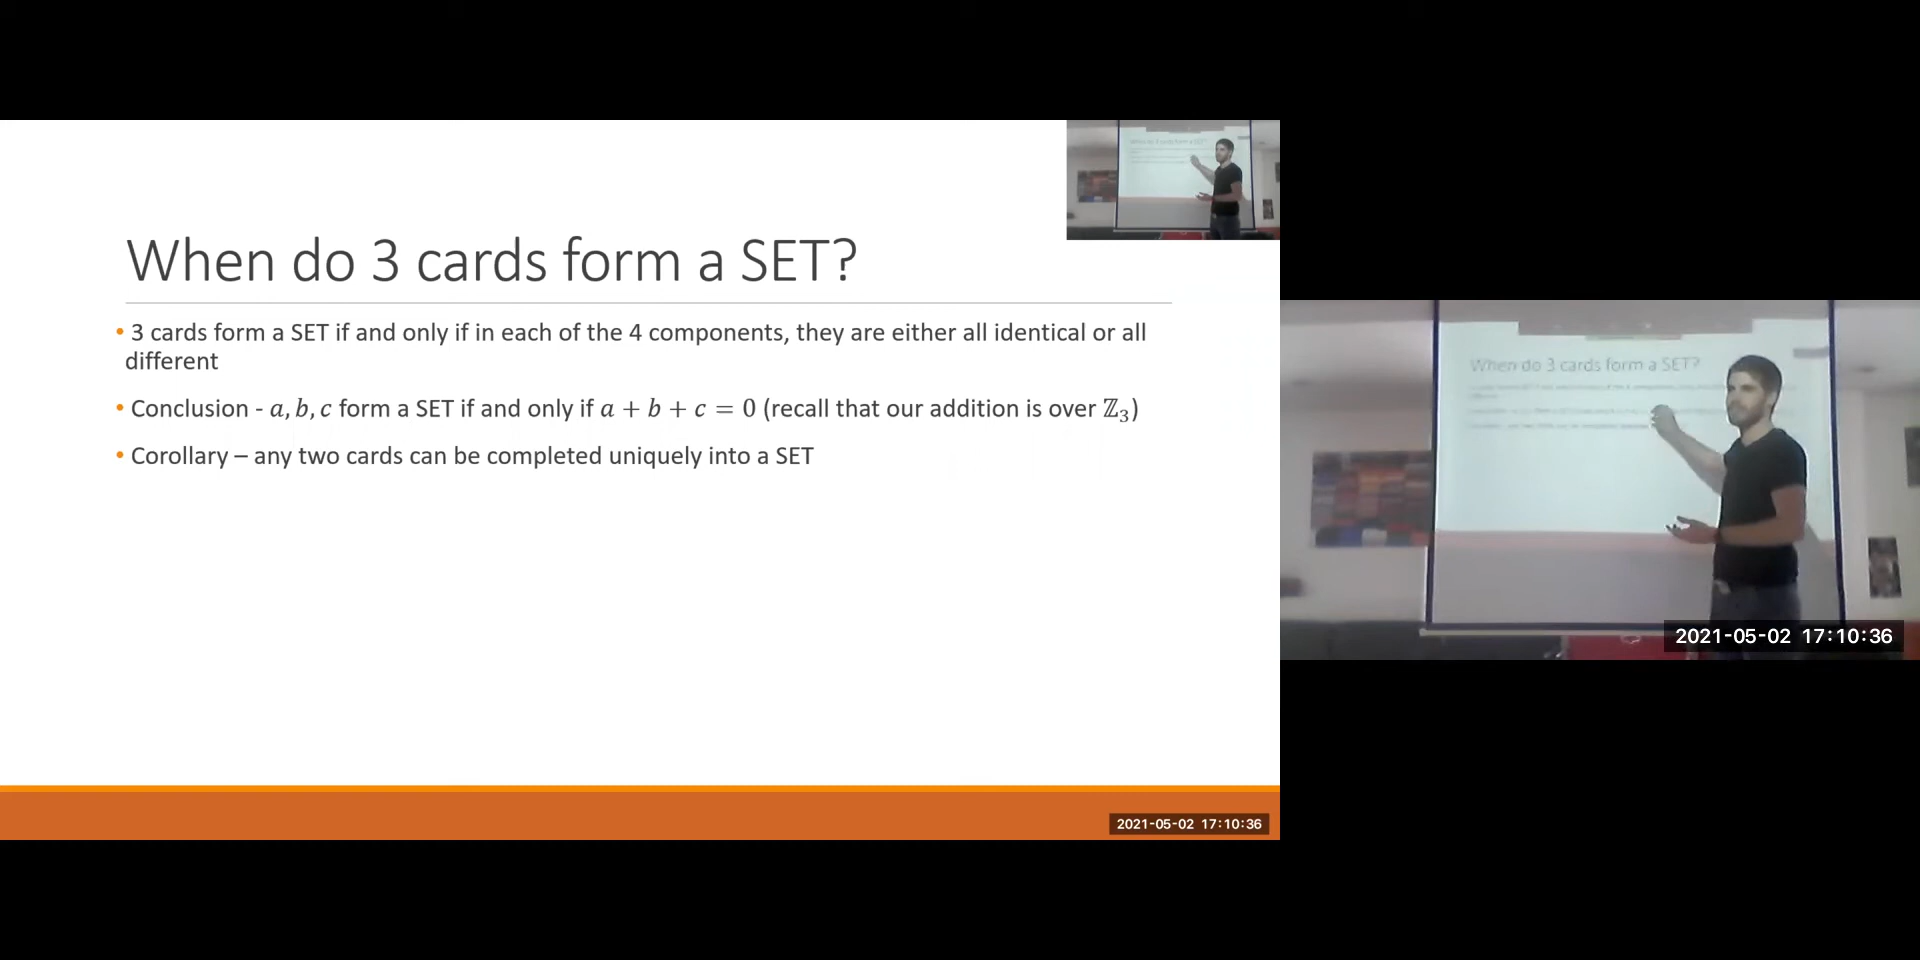 When do 3 cards form a SET?
• 3 cards form a SET if and only if in each of the 4 components, they are either all identical or all
different
• Conclusion - a, b, c form a SET if and only if a + b + c = 0 (recall that our addition is over ℤ₃)
• Corollary – any two cards can be completed uniquely into a SET
2021-05-02 17:10:36
When do 3 cards form a SET?
2021-05-02 17:10:36